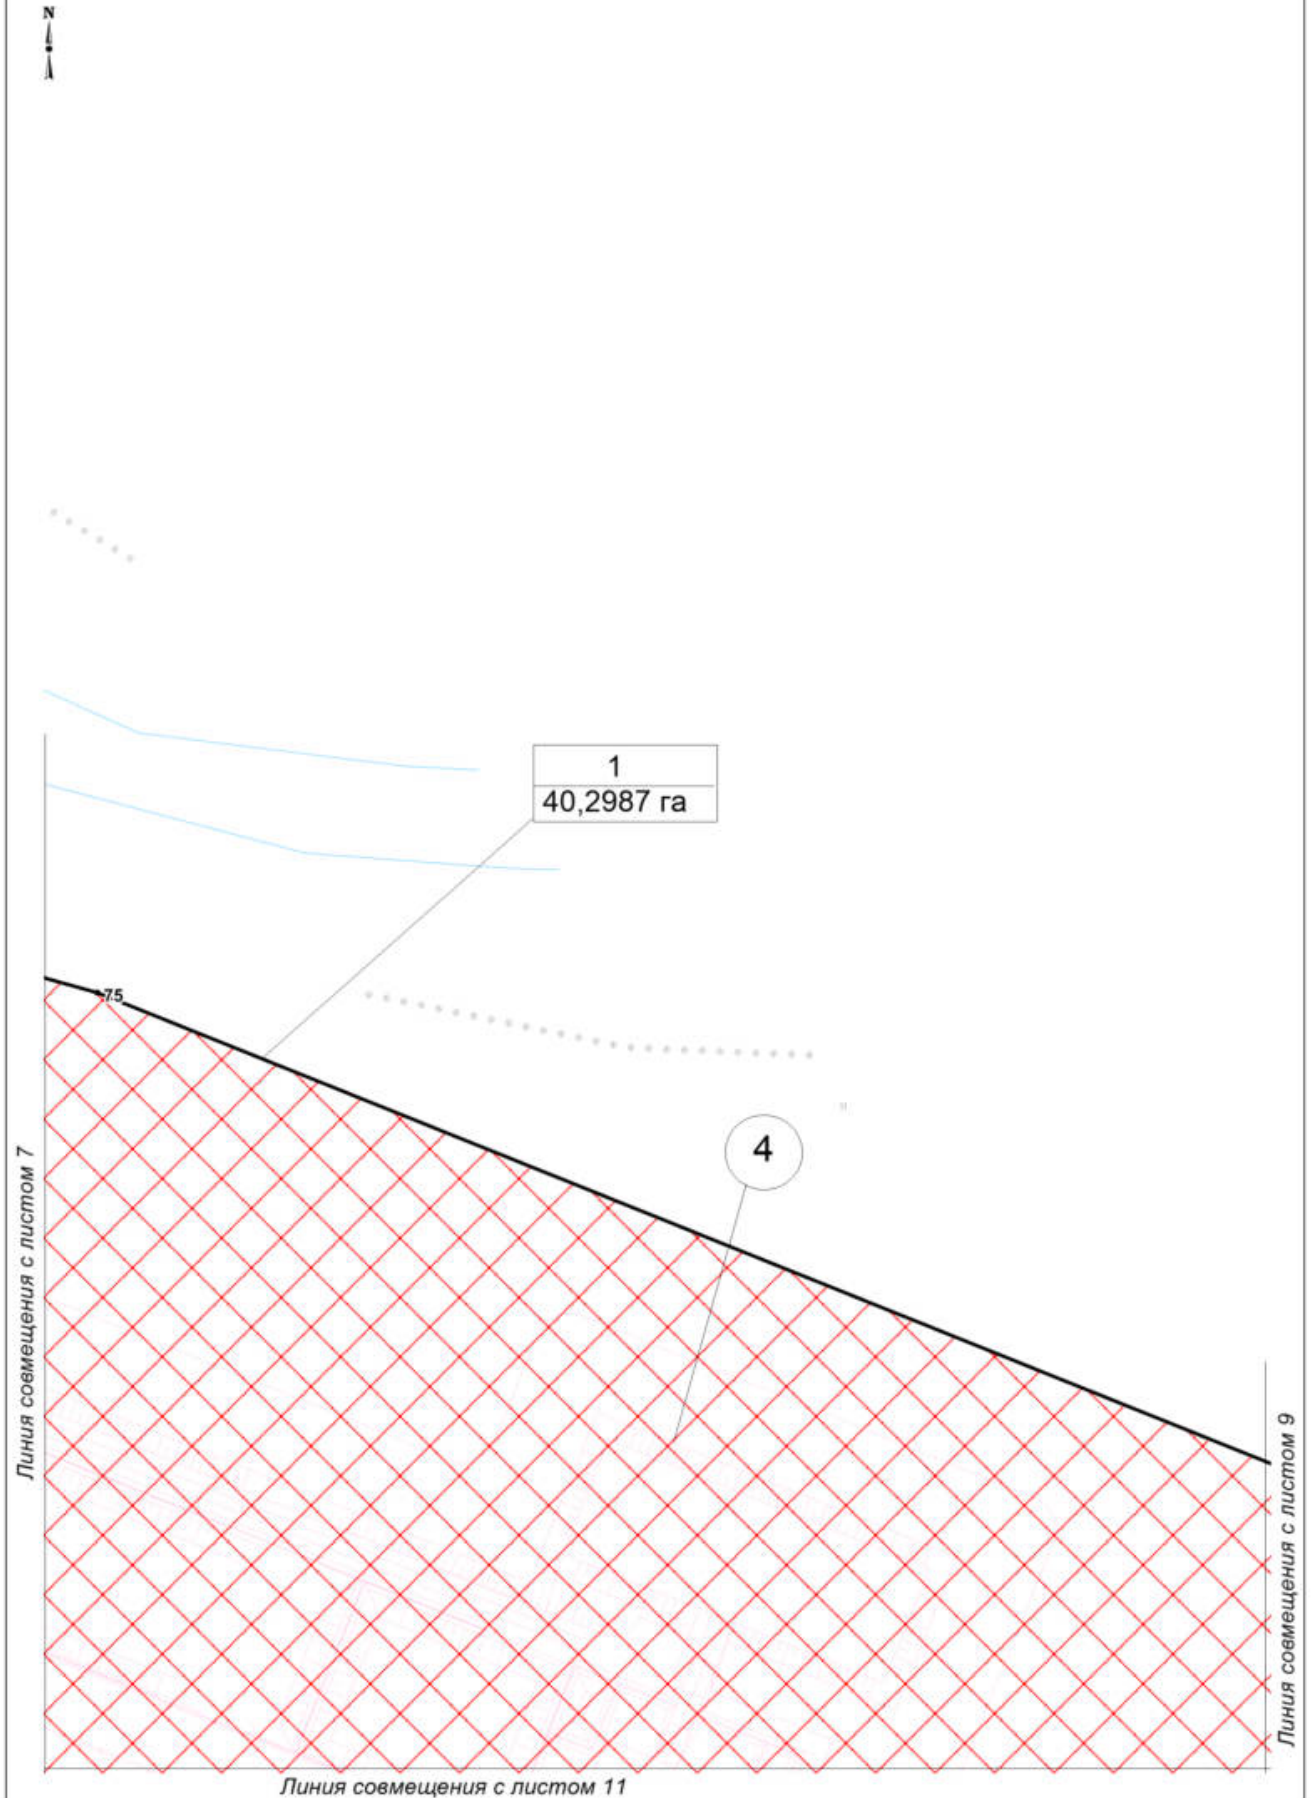 N
1
40,2987 га
75
4
Линия совмещения с листом 7
Линия совмещения с листом 9
Линия совмещения с листом 11